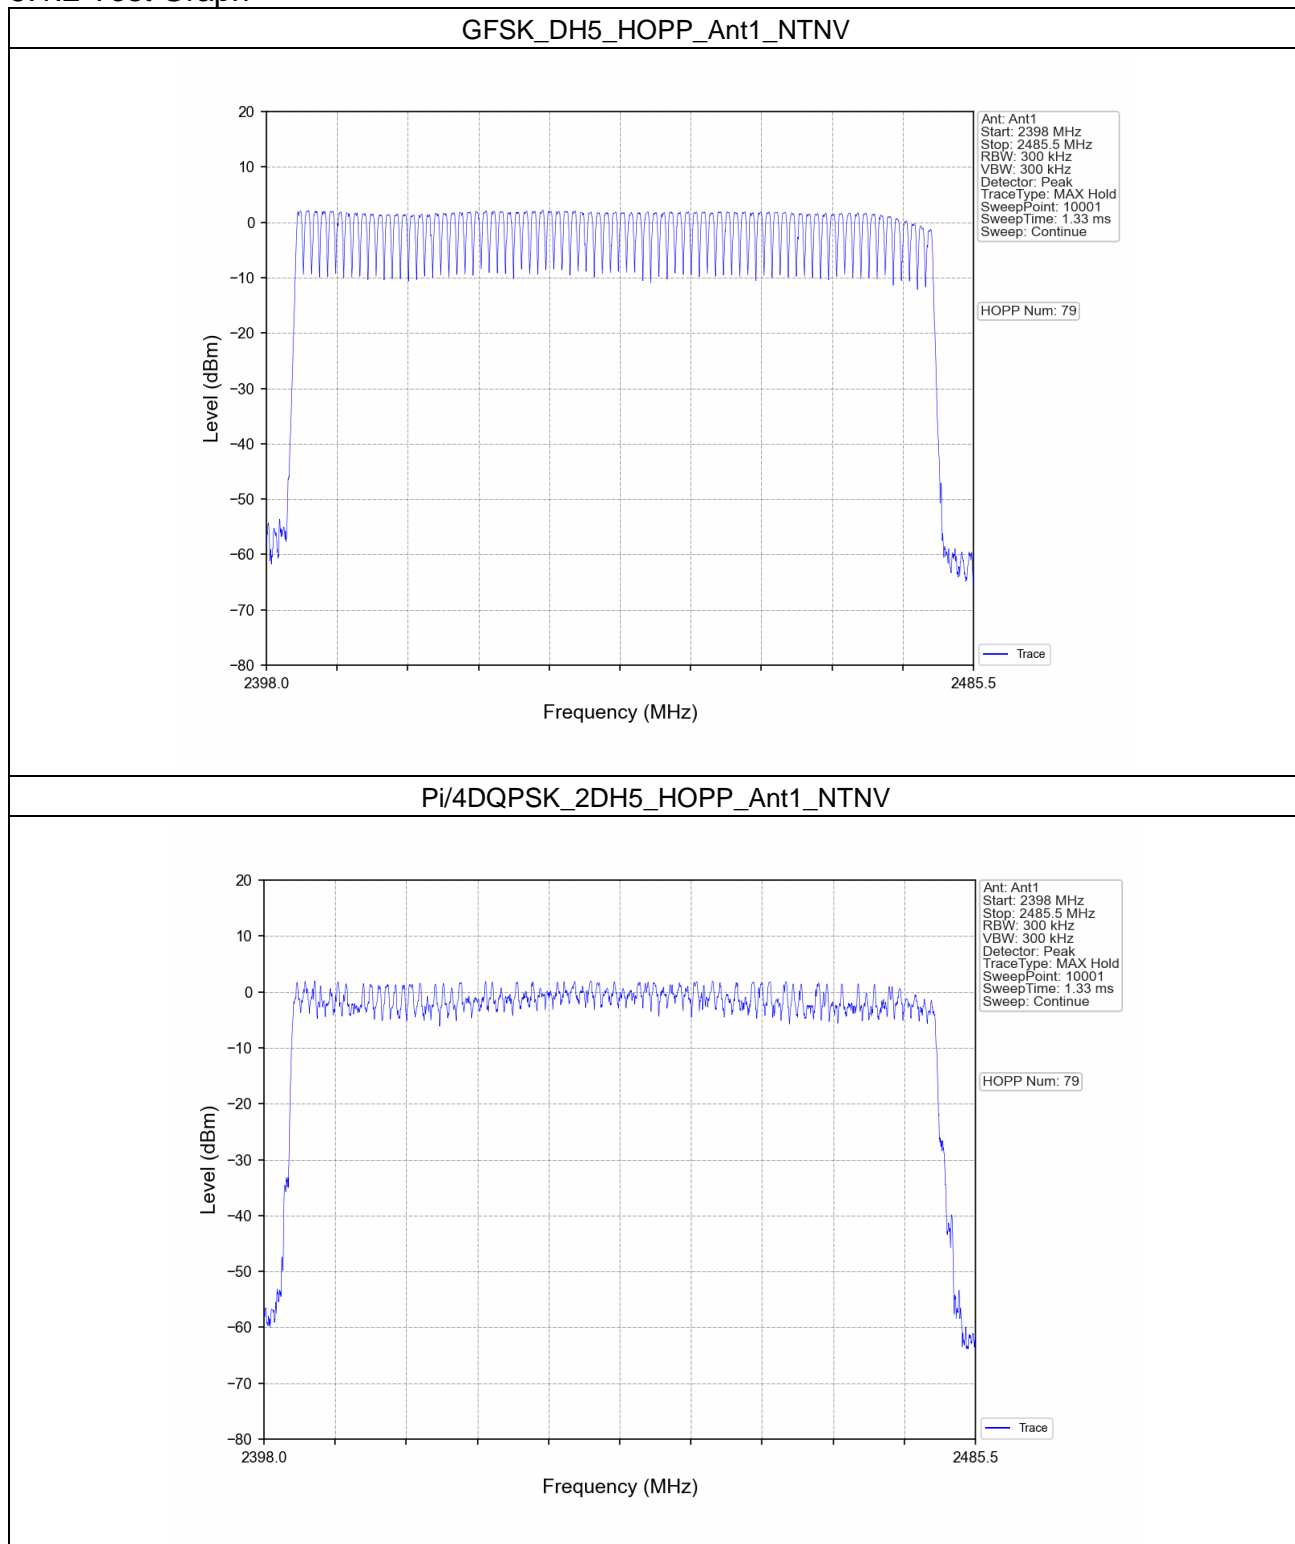 GFSK_DH5_HOPP_Ant1_NTNV
20
10
0
−10
−20
−30
−40
−50
−60
−70
−80
Level (dBm)
2398.0
2485.5
Frequency (MHz)
Ant: Ant1
Start: 2398 MHz
Stop: 2485.5 MHz
RBW: 300 kHz
VBW: 300 kHz
Detector: Peak
TraceType: MAX Hold
SweepPoint: 10001
SweepTime: 1.33 ms
Sweep: Continue
HOPP Num: 79
Trace
Pi/4DQPSK_2DH5_HOPP_Ant1_NTNV
20
10
0
−10
−20
−30
−40
−50
−60
−70
−80
Level (dBm)
2398.0
2485.5
Frequency (MHz)
Ant: Ant1
Start: 2398 MHz
Stop: 2485.5 MHz
RBW: 300 kHz
VBW: 300 kHz
Detector: Peak
TraceType: MAX Hold
SweepPoint: 10001
SweepTime: 1.33 ms
Sweep: Continue
HOPP Num: 79
Trace